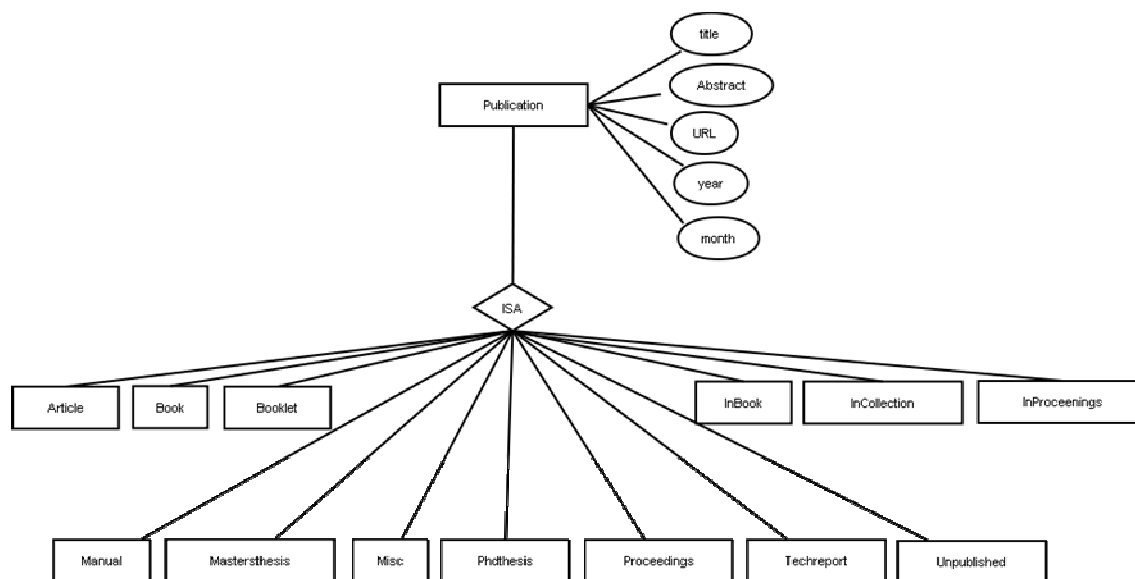 title
Publication
Abstract
URL
year
month
ISA
Article
Book
Booklet
InBook
InCollection
InProceenings
Manual
Mastersthesis
Misc
Phdthesis
Proceedings
Techreport
Unpublished